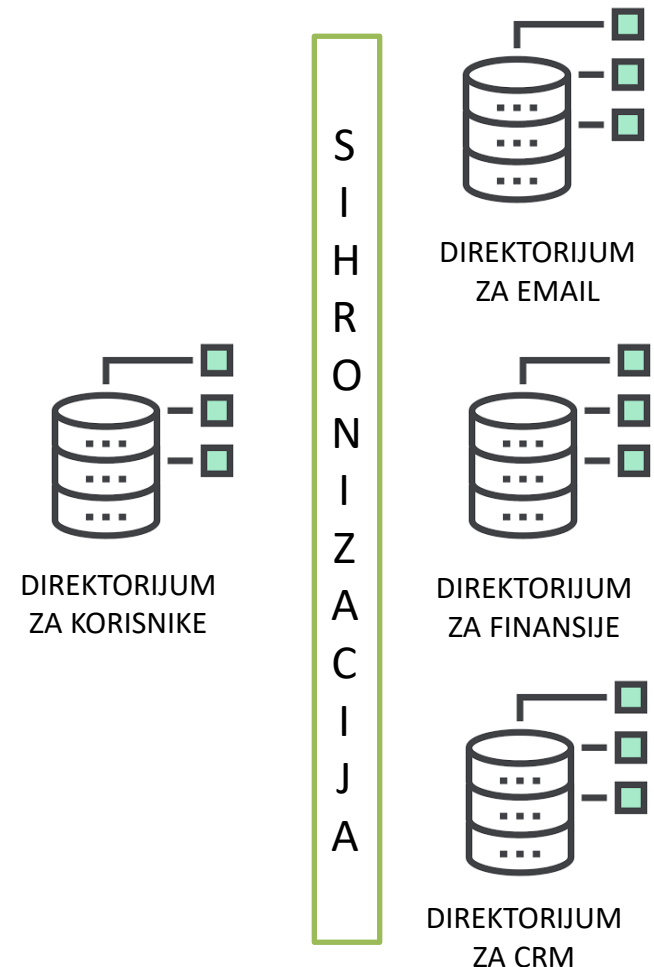 DIREKTORIJUM
ZA KORISNIKE
S
I
H
R
O
N
I
Z
A
C
I
J
A
DIREKTORIJUM
ZA EMAIL
DIREKTORIJUM
ZA FINANSIJE
DIREKTORIJUM
ZA CRM